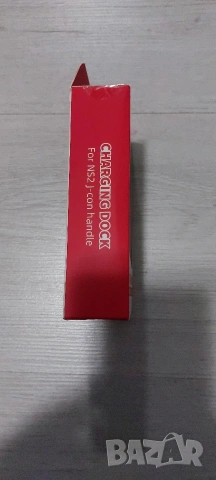 CHARGING DOCK
For NS2 j-con handle
BAZAR